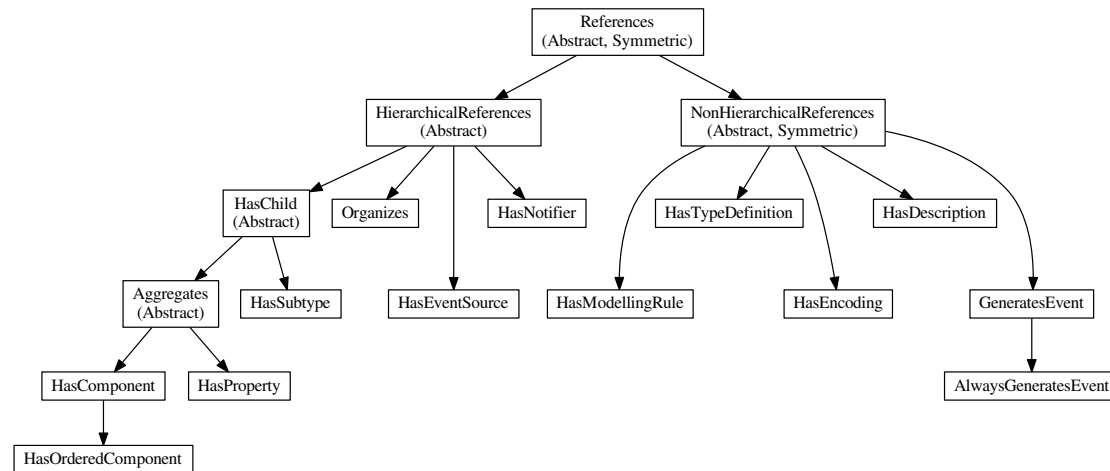 References
(Abstract, Symmetric)
HierarchicalReferences
(Abstract)
NonHierarchicalReferences
(Abstract, Symmetric)
HasChild
(Abstract)
Organizes
HasNotifier
HasTypeDefinition
HasDescription
Aggregates
(Abstract)
HasSubtype
HasEventSource
HasModellingRule
HasEncoding
GeneratesEvent
HasComponent
HasProperty
AlwaysGeneratesEvent
HasOrderedComponent